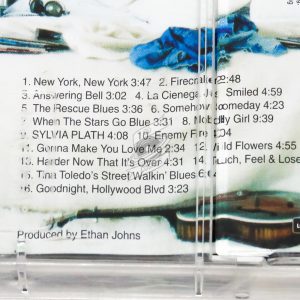 1. New York, New York 3:47 2. Firecracker 2:48
3. Answering Bell 3:02 4. La Cienega Just Smiled 4:59
5. The Rescue Blues 3:36 6. Somehow, Someday 4:23
7. When The Stars Go Blue 3:31 8. Nobody Girl 9:39
9. SYLVIA PLATH 4:08 10. Enemy Fire 4:
11. Gonna Make You Love Me 2:34 12. Wild Flowers 4:55
13. Harder Now That It's Over 4:31 14. Touch, Feel & Lose
15. Tina Toledo's Street Walkin' Blues 6:
16. Goodnight, Hollywood Blvd 3:23
Produced by Ethan Johns